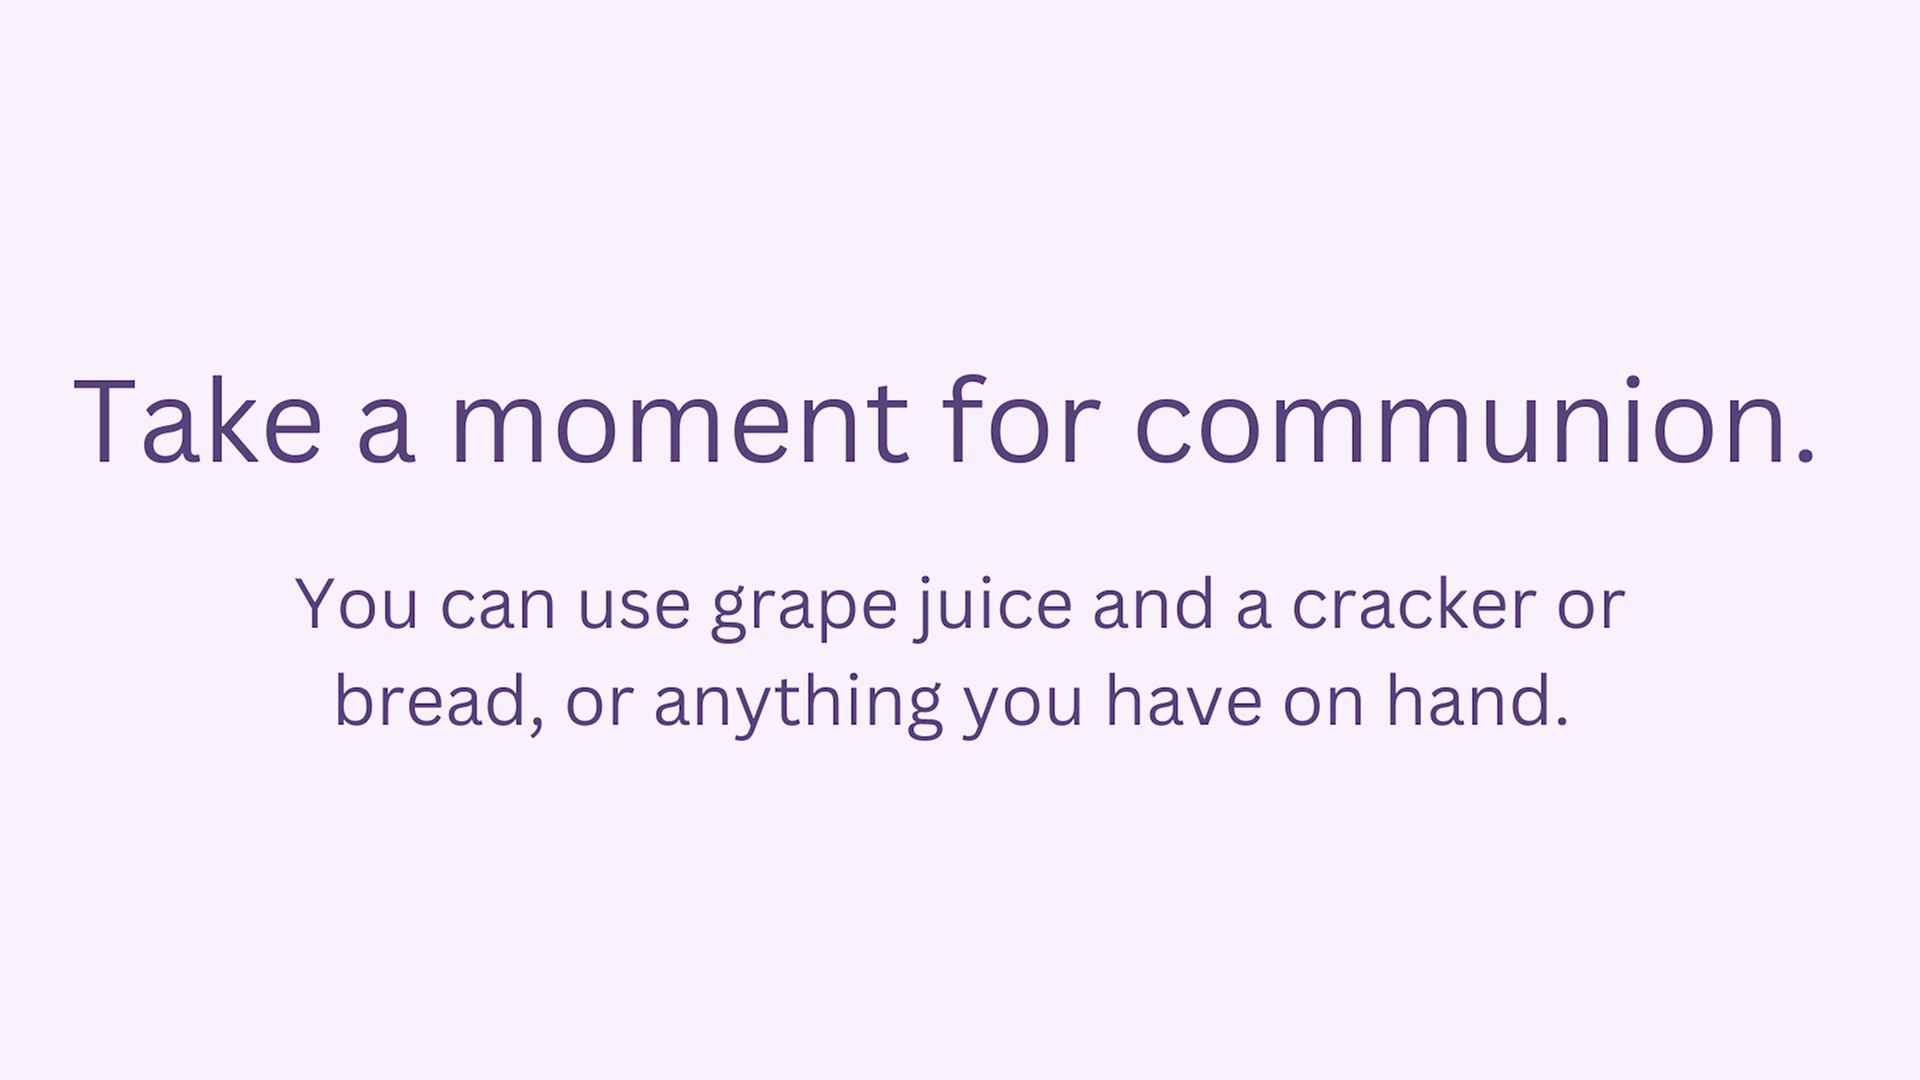 Take a moment for communion.
You can use grape juice and a cracker or
bread, or anything you have on hand.